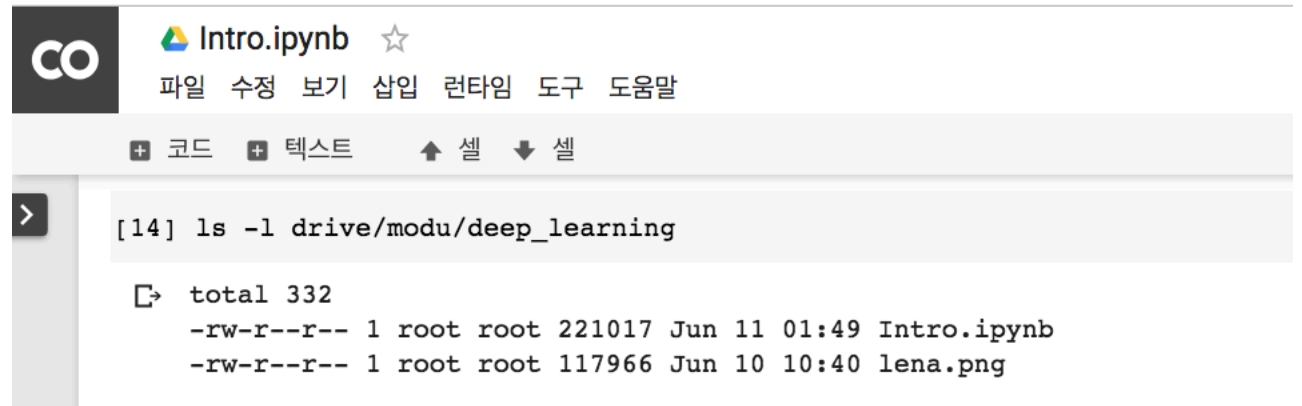 CO
Intro.ipynb
파일 수정 보기 삽입 런타임 도구 도움말
코드 텍스트 셀 셀
[14] ls -l drive/modu/deep_learning
total 332
-rw-r--r-- 1 root root 221017 Jun 11 01:49 Intro.ipynb
-rw-r--r-- 1 root root 117966 Jun 10 10:40 lena.png